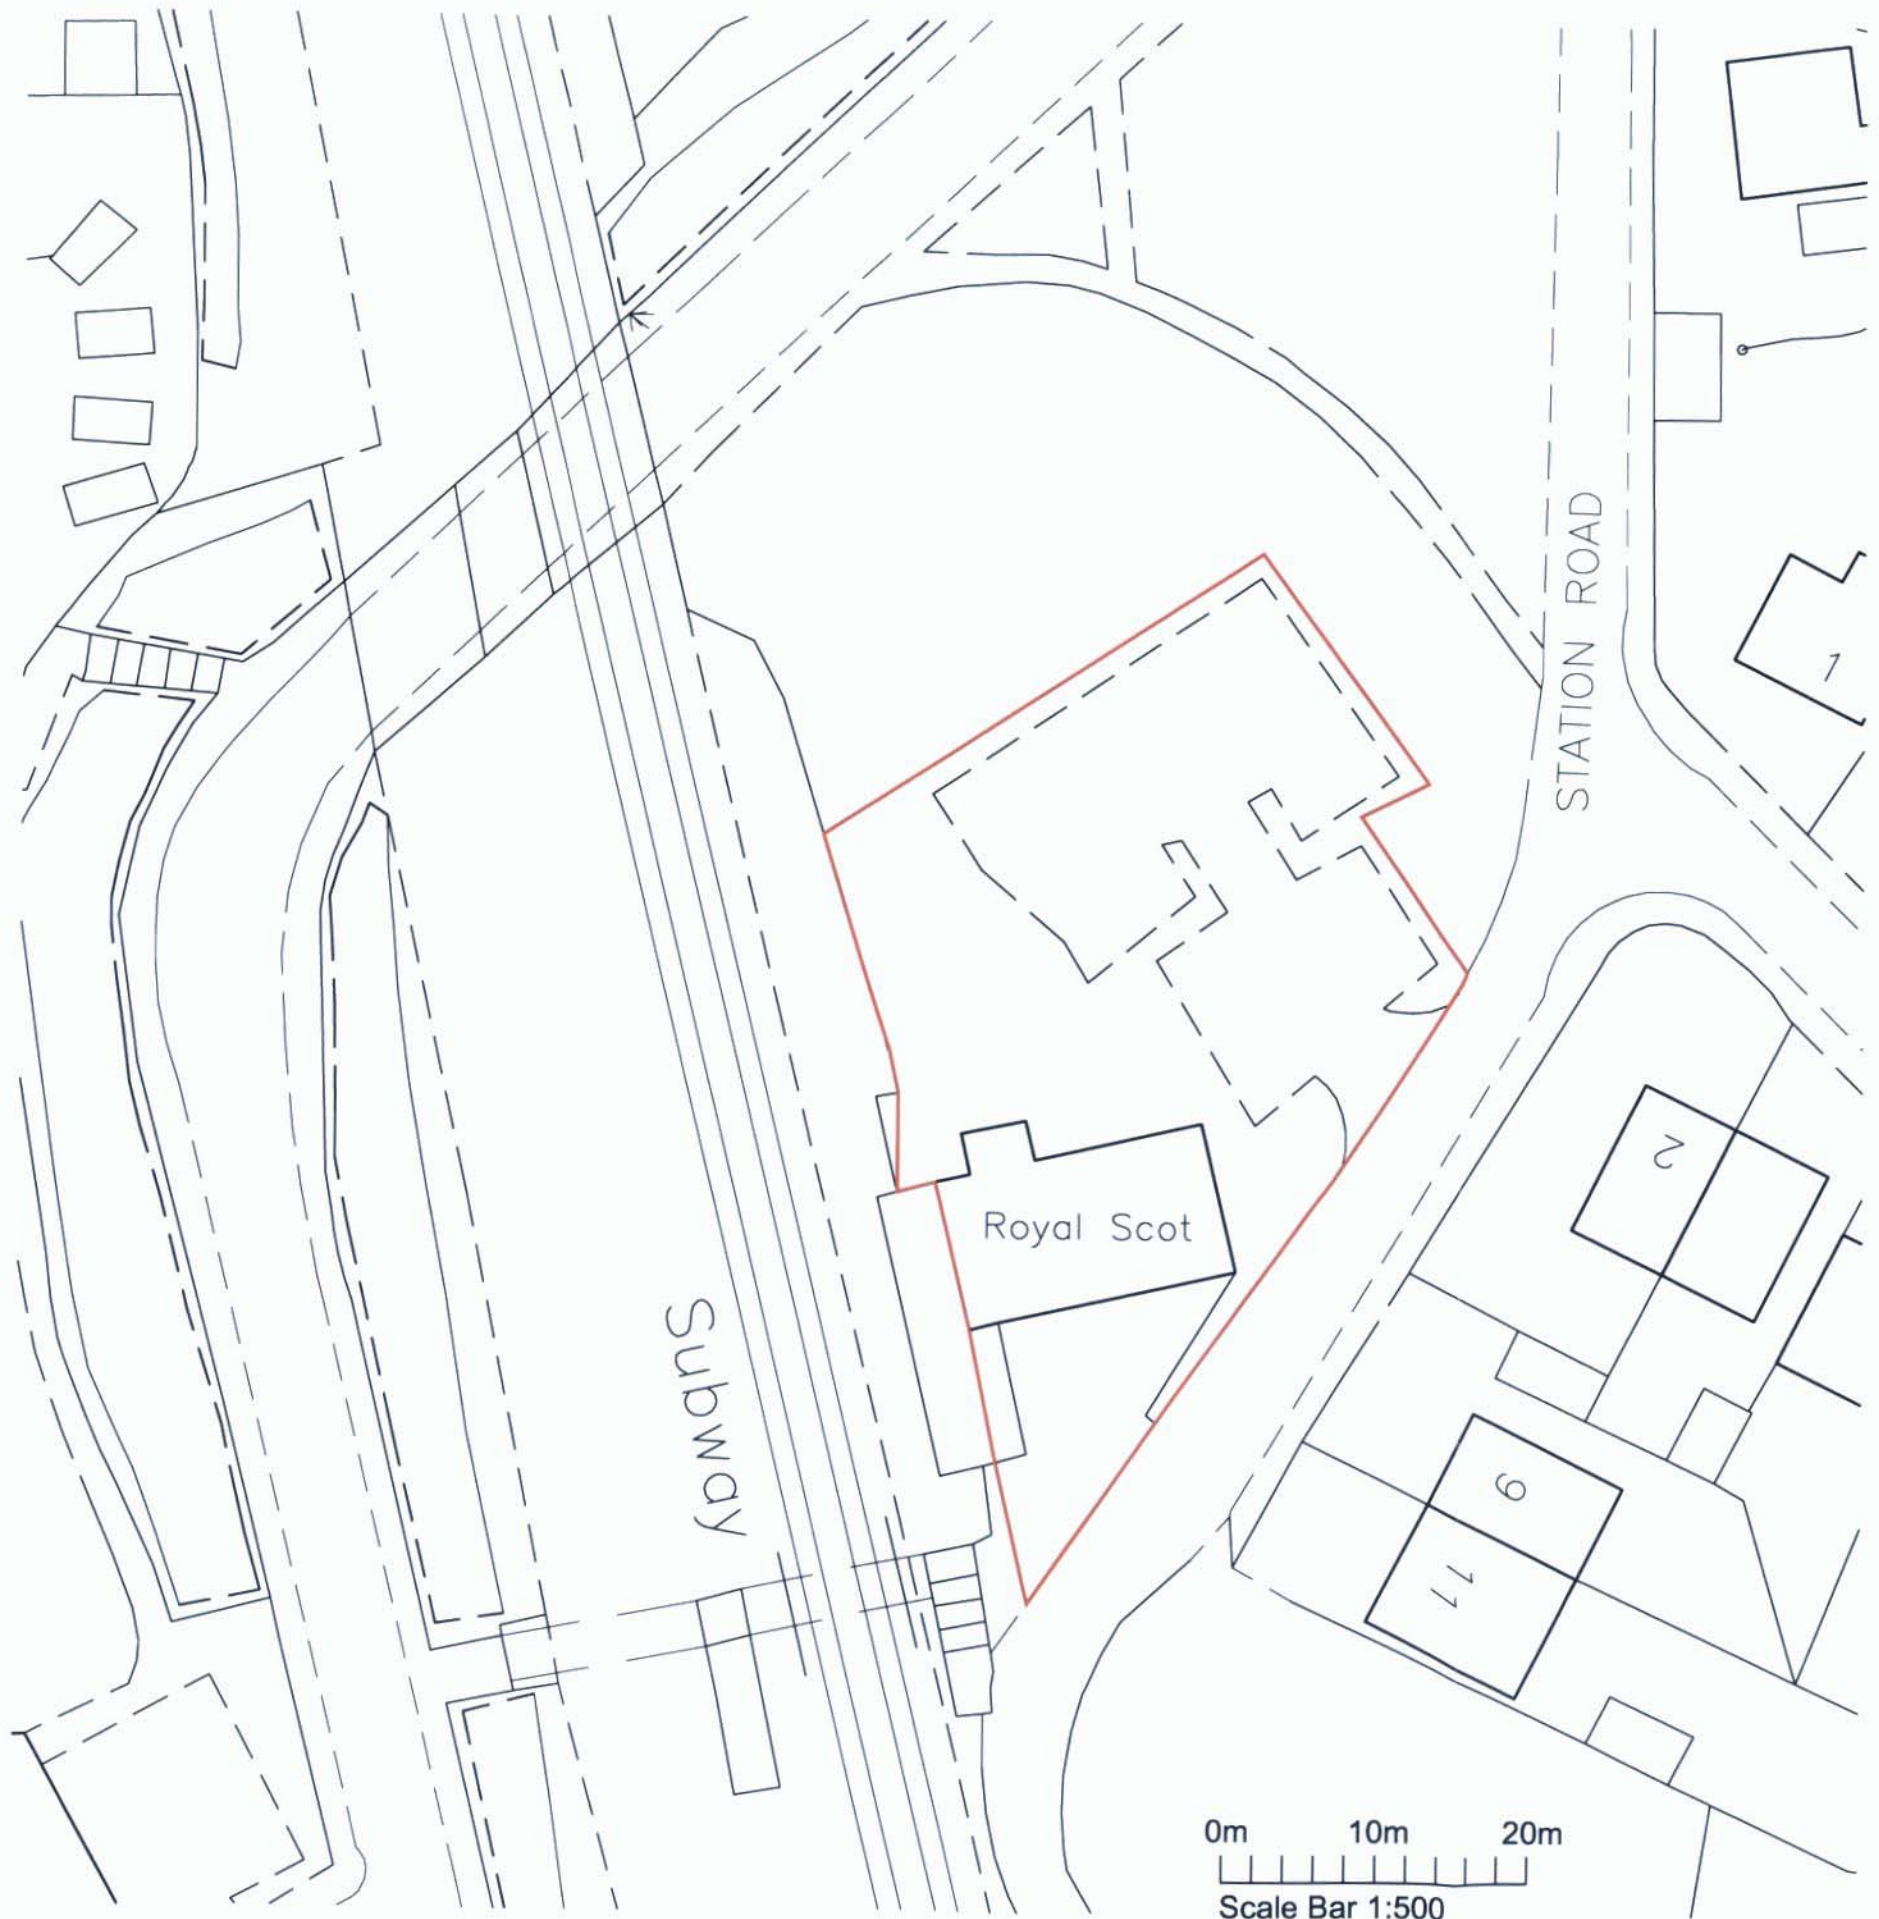 STATION ROAD
1
2
Royal Scot
Subway
9
11
0m 10m 20m
Scale Bar 1:500